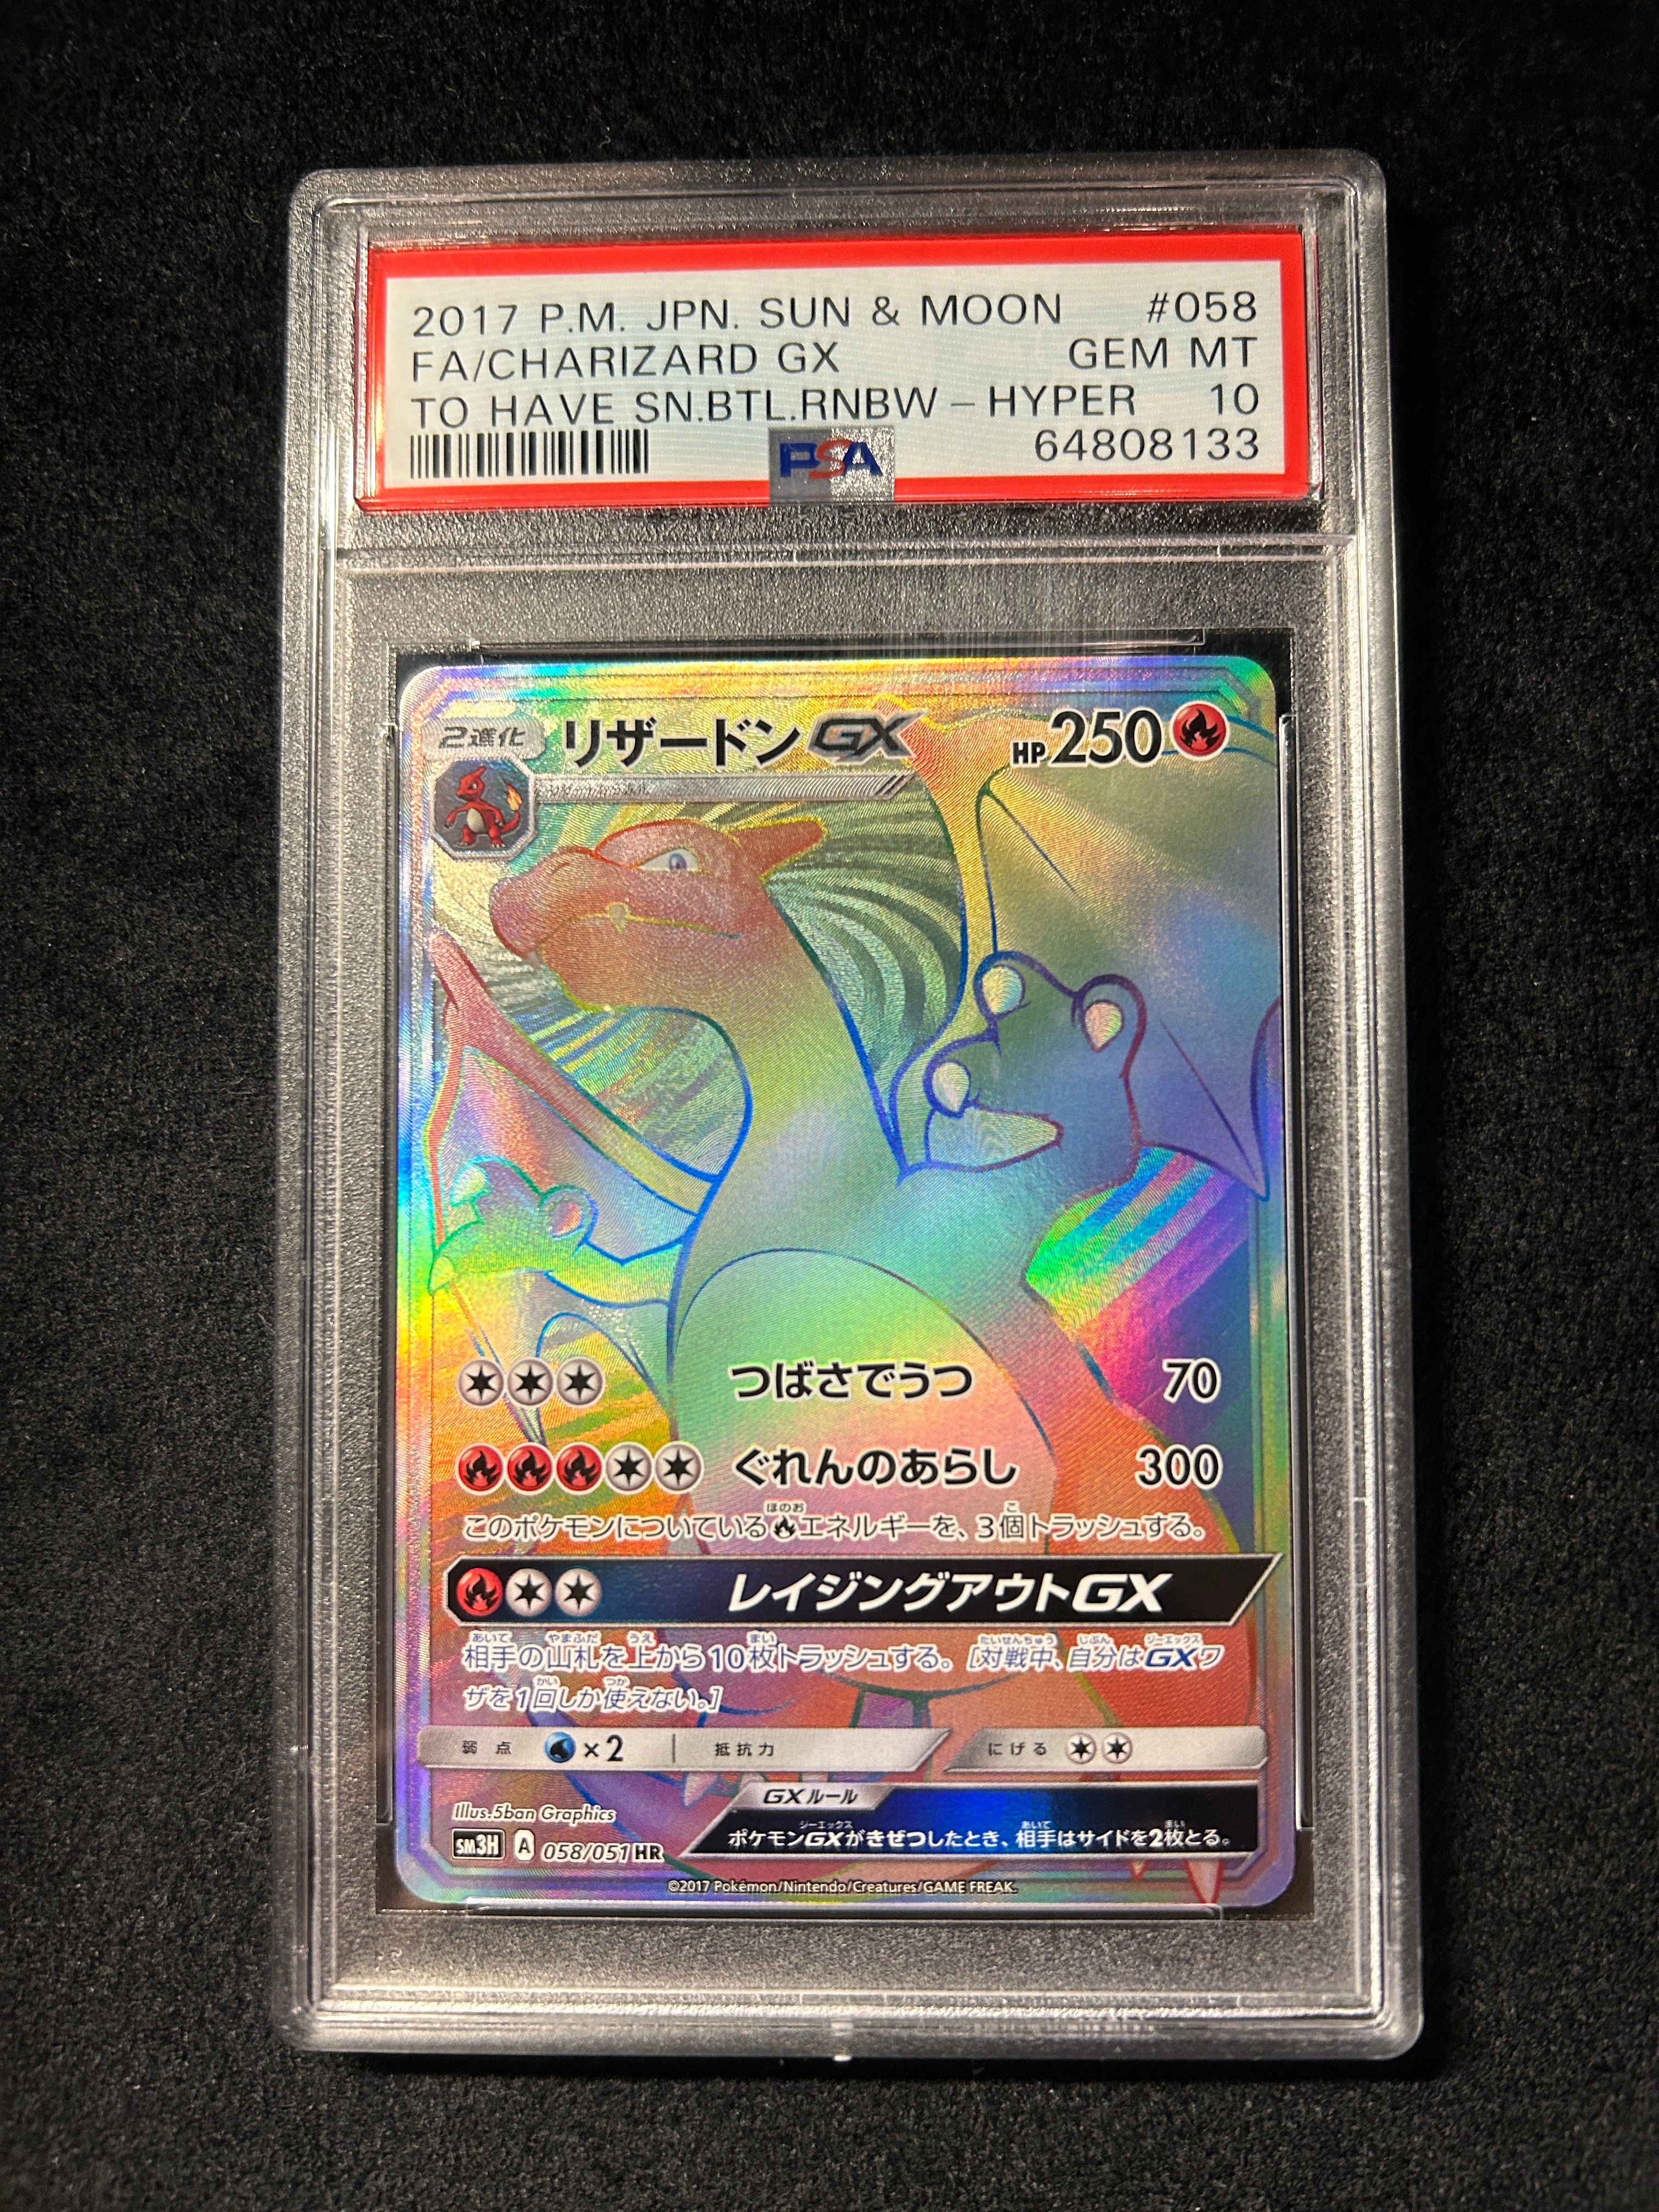 2017 P.M. JPN. SUN & MOON #058
FA/CHARIZARD GX GEM MT
TO HAVE SN.BTL.RNBW-HYPER 10
PSA 64808133
2進化 リザードンGX HP250
つばさでうつ 70
ぐれんのあらし 300
このポケモンについているエネルギーを、3個トラッシュする。
レイジングアウトGX
相手の山札を上から10枚トラッシュする。[対戦中、自分はGXワ
ザを1回しか使えない。]
弱点 ×2 抵抗力 にげる
GXルール
Illus.5ban Graphics
ポケモンGXがきぜつしたとき、相手はサイドを2枚とる。
SM3H A 058/051 HR
©2017 Pokémon/Nintendo/Creatures/GAME FREAK.